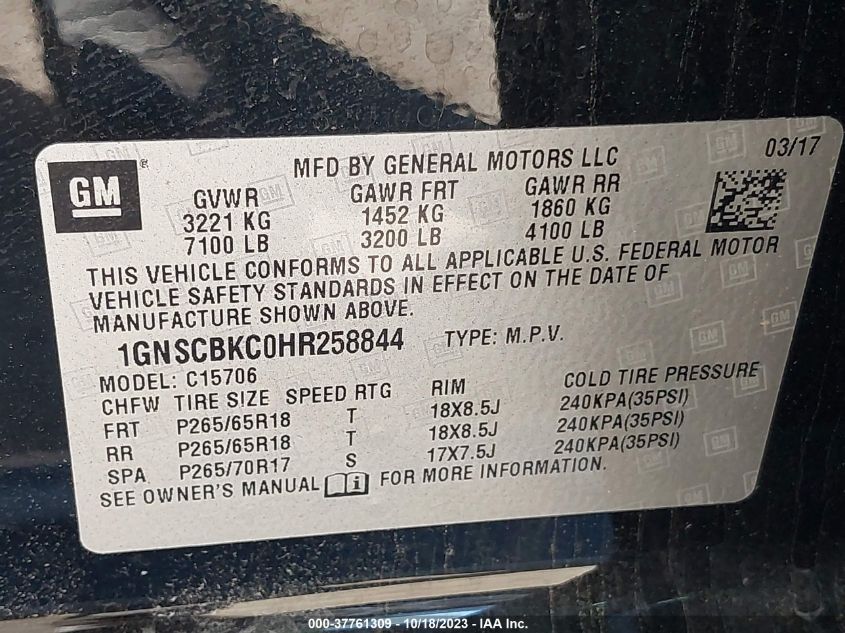 GM
®
MFD BY GENERAL MOTORS LLC
03/17
GVWR GAWR FRT GAWR RR
3221 KG 1452 KG 1860 KG
7100 LB 3200 LB 4100 LB
THIS VEHICLE CONFORMS TO ALL APPLICABLE U.S. FEDERAL MOTOR
VEHICLE SAFETY STANDARDS IN EFFECT ON THE DATE OF
MANUFACTURE SHOWN ABOVE.
1GNSCBKC0HR258844 TYPE: M.P.V.
MODEL: C15706
CHFW TIRE SIZE SPEED RTG RIM COLD TIRE PRESSURE
FRT P265/65R18 T 18X8.5J 240KPA(35PSI)
RR P265/65R18 T 18X8.5J 240KPA(35PSI)
SPA P265/70R17 S 17X7.5J 240KPA(35PSI)
SEE OWNER'S MANUAL FOR MORE INFORMATION.
000-37761309 - 10/18/2023 - IAA Inc.